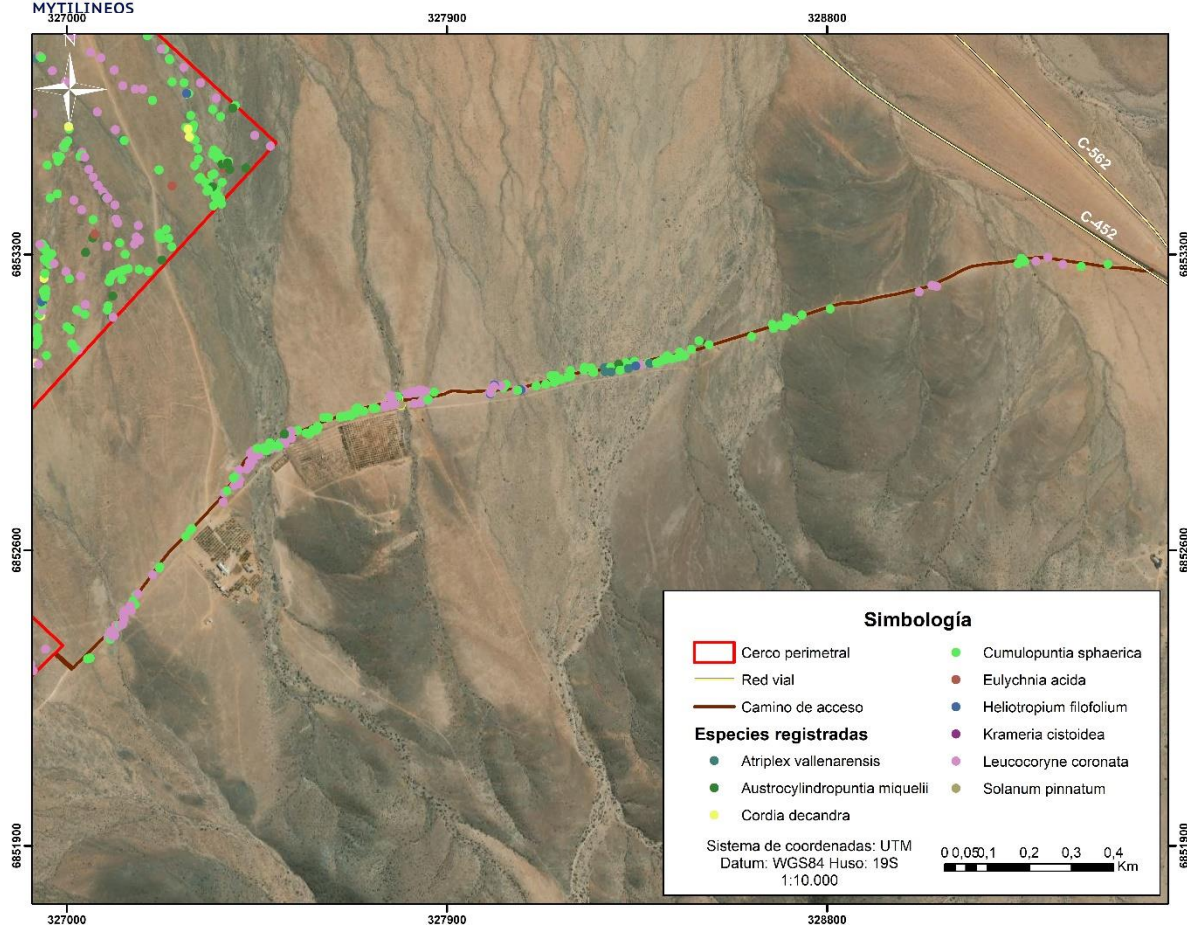 MYTILINEOS
327000
327900
328800
N
C-562
C-452
6853300
6853300
6852600
6852600
6851900
6851900
Simbología
Cerco perimetral
Red vial
Camino de acceso
Especies registradas
Atriplex vallenarensis
Austrocylindropuntia miquelii
Cordia decandra
Cumulopuntia sphaerica
Eulychnia acida
Heliotropium filofolium
Krameria cistoidea
Leucocoryne coronata
Solanum pinnatum
Sistema de coordenadas: UTM
Datum: WGS84 Huso: 19S
1:10.000
0 0,050,1 0,2 0,3 0,4
Km
327000
327900
328800